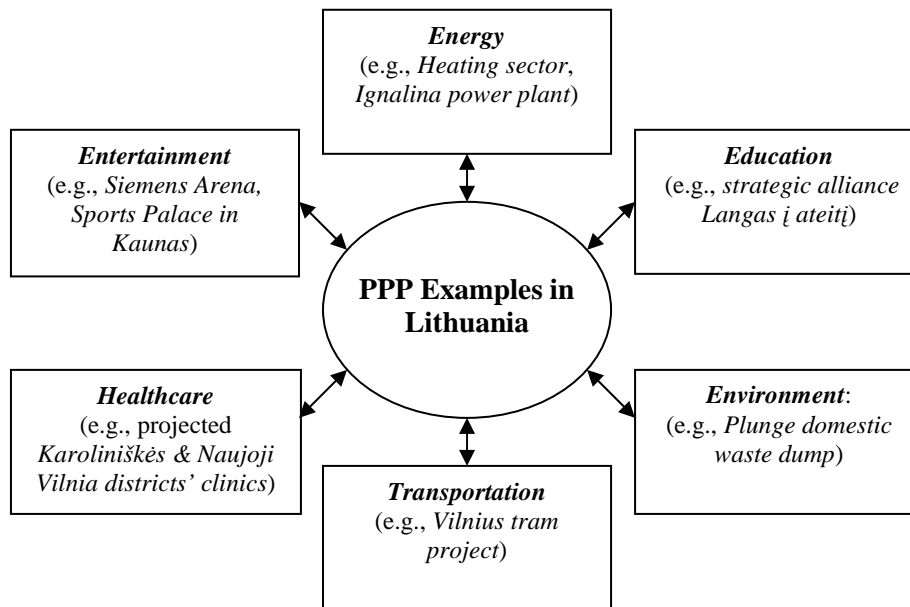 Energy
(e.g., Heating sector,
Ignalina power plant)
Entertainment
(e.g., Siemens Arena,
Sports Palace in
Kaunas)
Education
(e.g., strategic alliance
Langas į ateitį)
PPP Examples in
Lithuania
Healthcare
(e.g., projected
Karoliniškės & Naujoji
Vilnia districts’ clinics)
Environment:
(e.g., Plunge domestic
waste dump)
Transportation
(e.g., Vilnius tram
project)